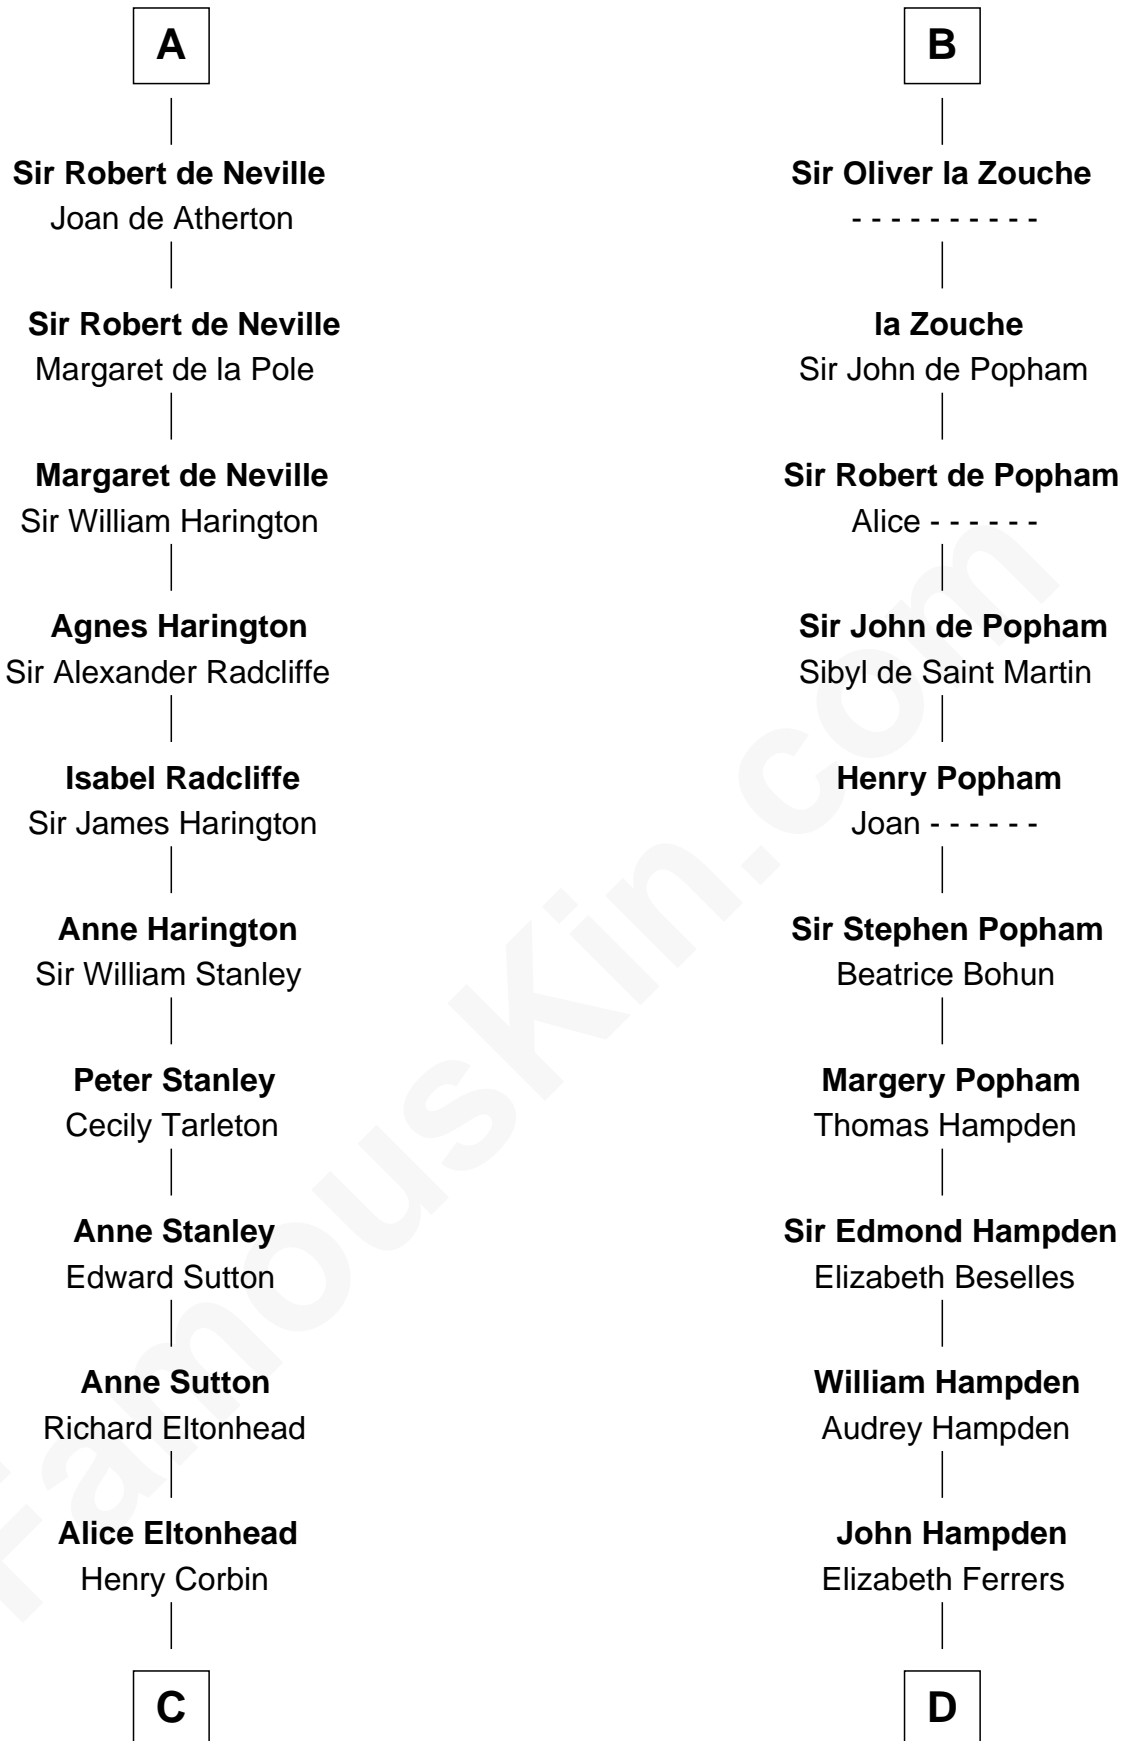 A
Sir Robert de Neville
Joan de Atherton
Sir Robert de Neville
Margaret de la Pole
Margaret de Neville
Sir William Harington
Agnes Harington
Sir Alexander Radcliffe
Isabel Radcliffe
Sir James Harington
Anne Harington
Sir William Stanley
Peter Stanley
Cecily Tarleton
Anne Stanley
Edward Sutton
Anne Sutton
Richard Eltonhead
Alice Eltonhead
Henry Corbin
C
B
Sir Oliver la Zouche
- - - - - - - - - -
la Zouche
Sir John de Popham
Sir Robert de Popham
Alice - - - - - -
Sir John de Popham
Sibyl de Saint Martin
Henry Popham
Joan - - - - - -
Sir Stephen Popham
Beatrice Bohun
Margery Popham
Thomas Hampden
Sir Edmond Hampden
Elizabeth Beselles
William Hampden
Audrey Hampden
John Hampden
Elizabeth Ferrers
D
FamousKin.com